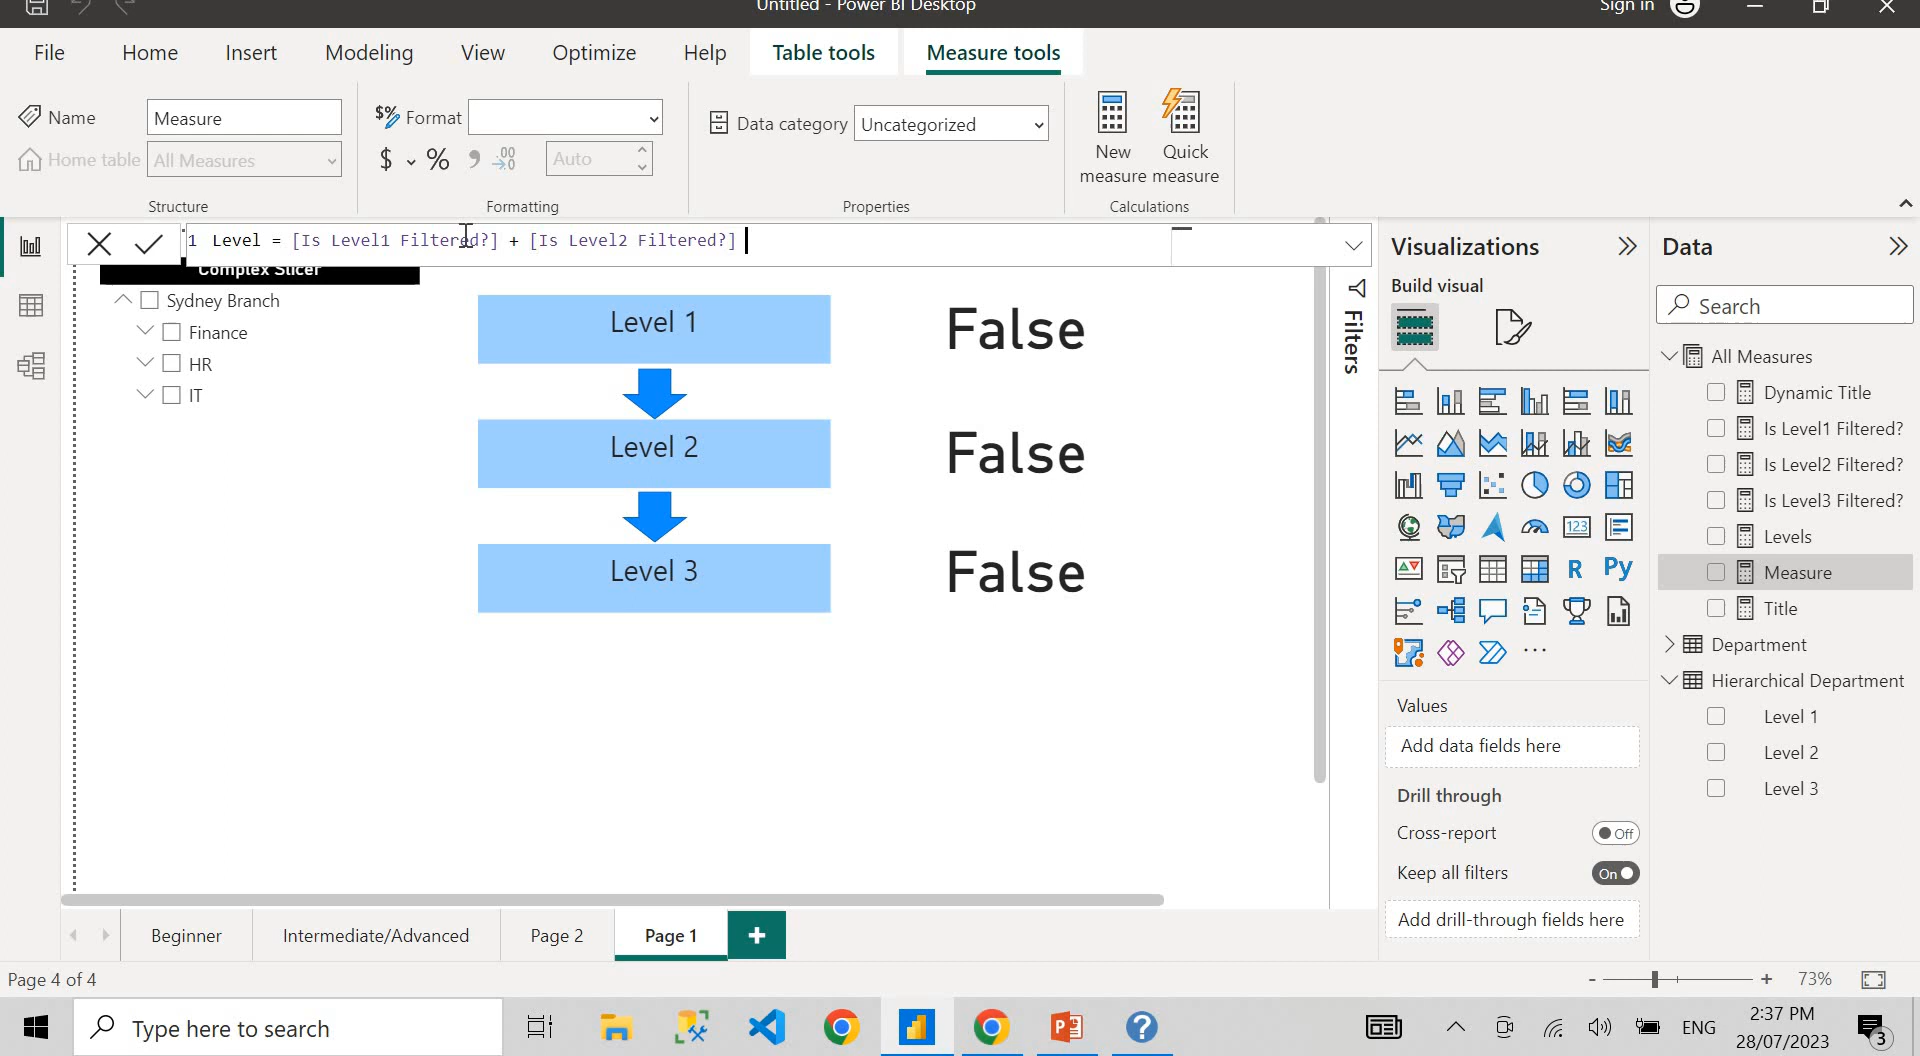 Untitled - Power BI Desktop
Sign in
File Home Insert Modeling View Optimize Help Table tools Measure tools
Name Measure
Home table All Measures
Structure
$% Format
$ % 9 .00 →0 Auto
Formatting
Data category Uncategorized
Properties
New measure
Quick measure
Calculations
1 Level = [Is Level1 Filtered?] + [Is Level2 Filtered?]
Complex Slicer
Sydney Branch
Finance
HR
IT
Level 1 False
Level 2 False
Level 3 False
Filters
Visualizations
Build visual
123
R Py
...
Values
Add data fields here
Drill through
Cross-report Off
Keep all filters On
Add drill-through fields here
Data
Search
All Measures
Dynamic Title
Is Level1 Filtered?
Is Level2 Filtered?
Is Level3 Filtered?
Levels
Measure
Title
Department
Hierarchical Department
Level 1
Level 2
Level 3
Beginner Intermediate/Advanced Page 2 Page 1 +
Page 4 of 4
- + 73%
Type here to search
ENG
2:37 PM
28/07/2023
3